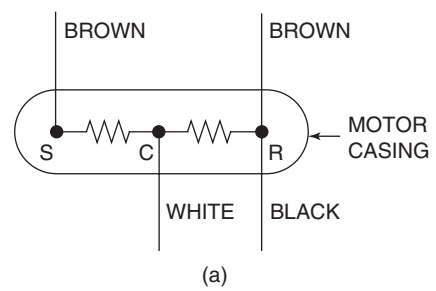 BROWN BROWN
S C R
MOTOR
CASING
WHITE BLACK
(a)